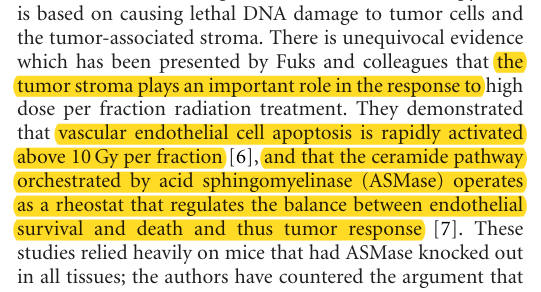 is based on causing lethal DNA damage to tumor cells and
the tumor-associated stroma. There is unequivocal evidence
which has been presented by Fuks and colleagues that the
tumor stroma plays an important role in the response to high
dose per fraction radiation treatment. They demonstrated
that vascular endothelial cell apoptosis is rapidly activated
above 10 Gy per fraction [6], and that the ceramide pathway
orchestrated by acid sphingomyelinase (ASMase) operates
as a rheostat that regulates the balance between endothelial
survival and death and thus tumor response [7]. These
studies relied heavily on mice that had ASMase knocked out
in all tissues; the authors have countered the argument that